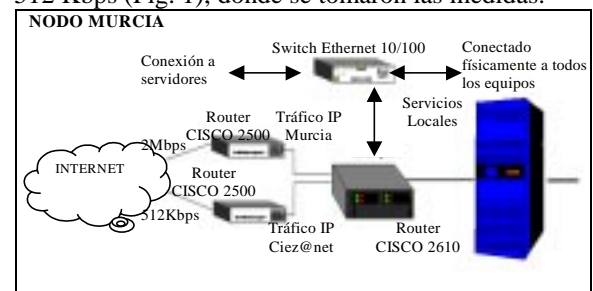 512 Kbps (Fig. 1), donde se tomaron las medidas.
NODO MURCIA
Switch Ethernet 10/100
Conexión a
servidores
Conectado
físicamente a todos
los equipos
Servicios
Locales
Router
CISCO 2500
Tráfico IP
Murcia
2Mbps
INTERNET
Router
CISCO 2500
512Kbps
Tráfico IP
Ciez@net
Router
CISCO 2610